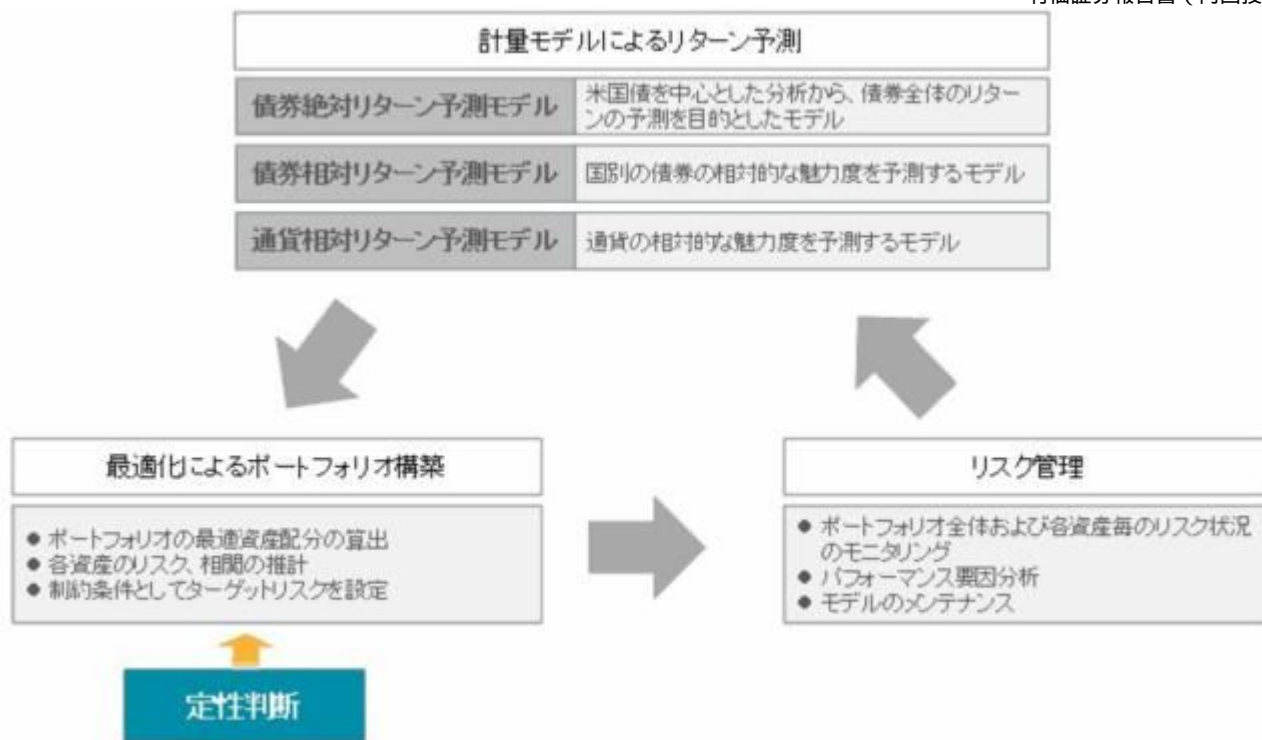 計量モデルによるリターン予測
債券絶対リターン予測モデル
米国債を中心とした分析から、債券全体のリター
ンの予測を目的としたモデル
債券相対リターン予測モデル
国別の債券の相対的な魅力度を予測するモデル
通貨相対リターン予測モデル
通貨の相対的な魅力度を予測するモデル
最適化によるポートフォリオ構築
● ポートフォリオの最適資産配分の算出
● 各資産のリスク、相関の推計
● 制約条件としてターゲットリスクを設定
定性判断
リスク管理
● ポートフォリオ全体および各資産毎のリスク状況
のモニタリング
● パフォーマンス要因分析
● モデルのメンテナンス